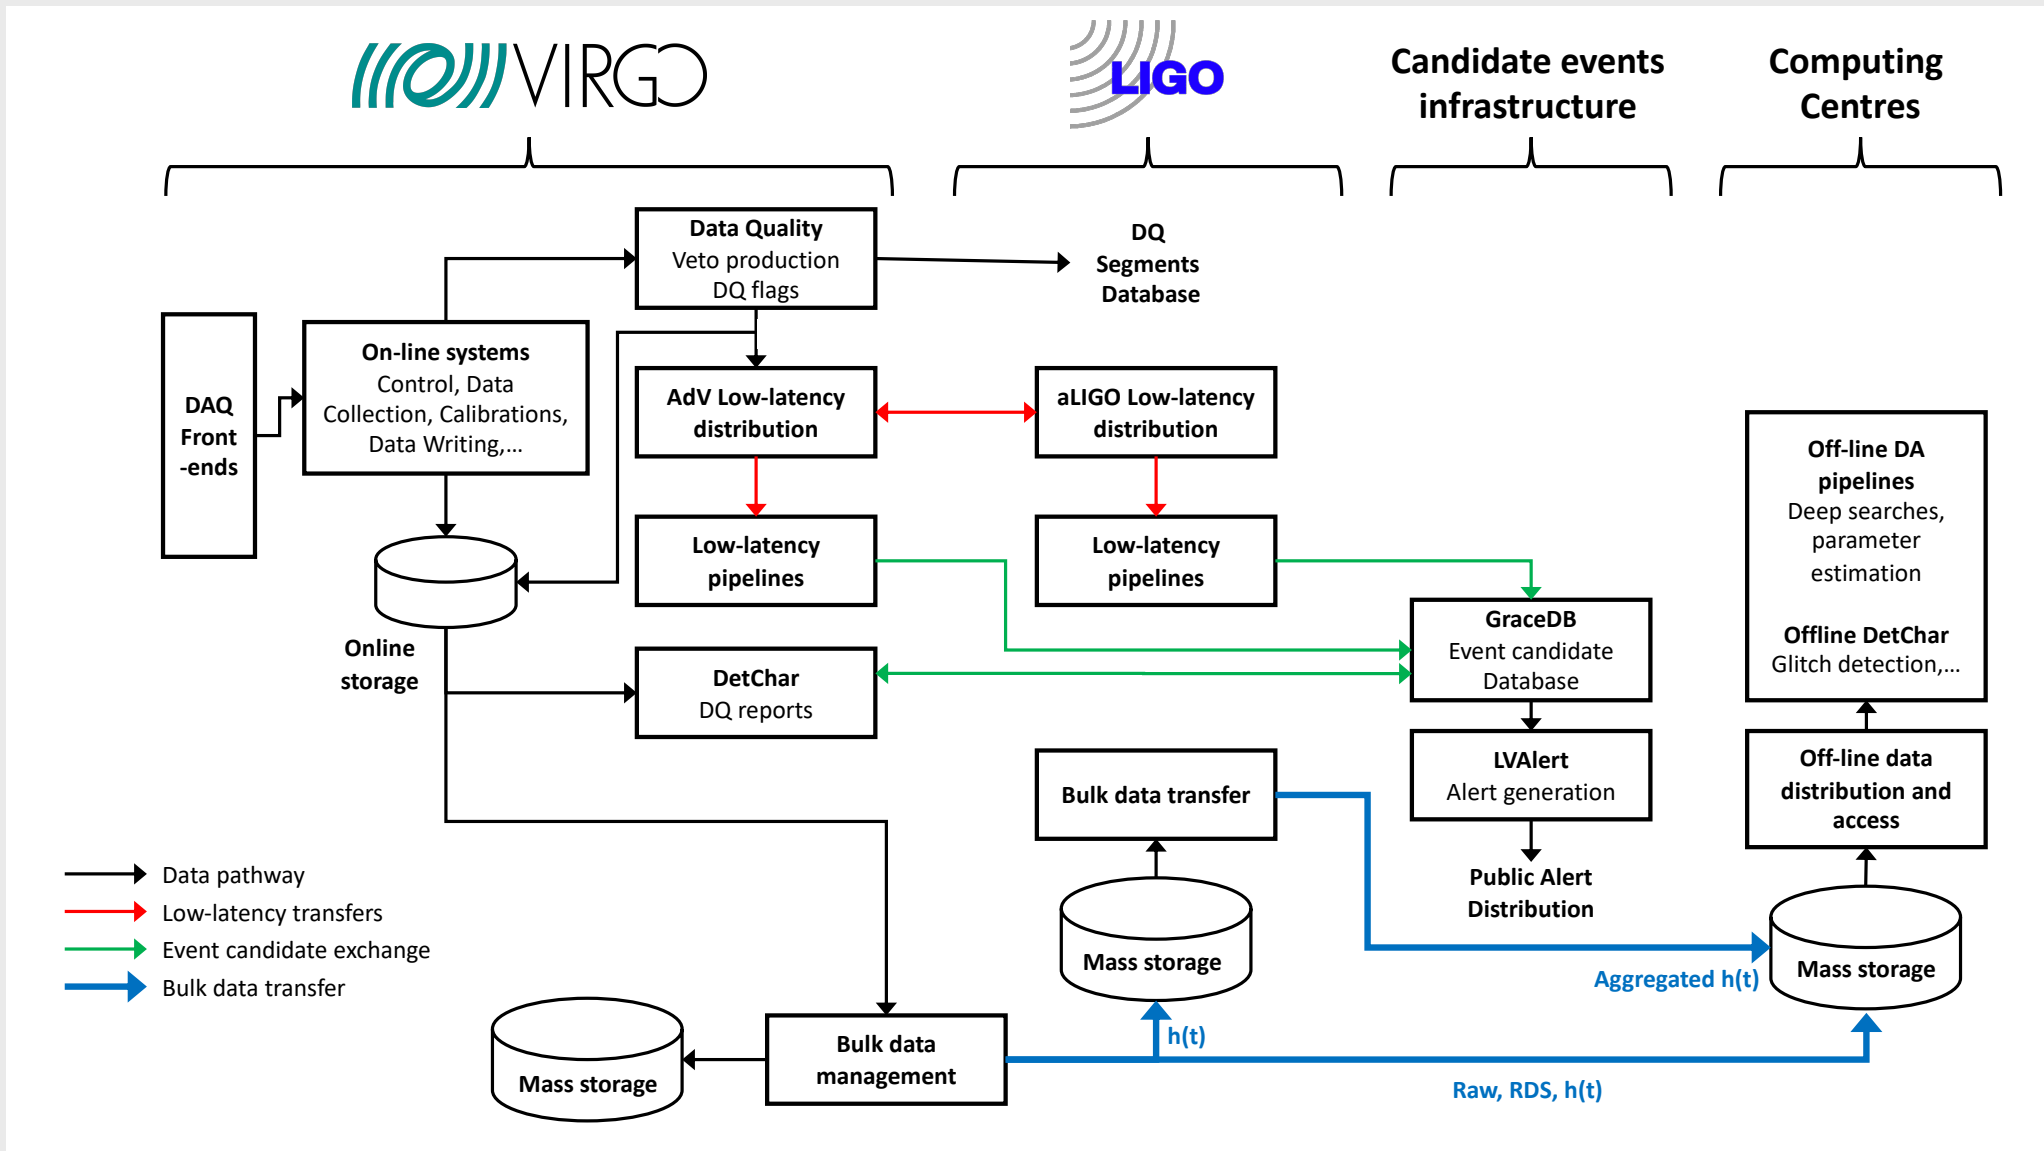 VIRGO
LIGO
Candidate events
infrastructure
Computing
Centres
Data Quality
Veto production
DQ flags
DQ
Segments
Database
DAQ
Front
-ends
On-line systems
Control, Data
Collection, Calibrations,
Data Writing,...
AdV Low-latency
distribution
aLIGO Low-latency
distribution
Off-line DA
pipelines
Deep searches,
parameter
estimation
Offline DetChar
Glitch detection,...
Low-latency
pipelines
Low-latency
pipelines
Online
storage
GraceDB
Event candidate
Database
DetChar
DQ reports
LVAlert
Alert generation
Off-line data
distribution and
access
Bulk data transfer
Public Alert
Distribution
Data pathway
Low-latency transfers
Event candidate exchange
Bulk data transfer
Mass storage
Aggregated h(t)
Mass storage
h(t)
Bulk data
management
Mass storage
Raw, RDS, h(t)